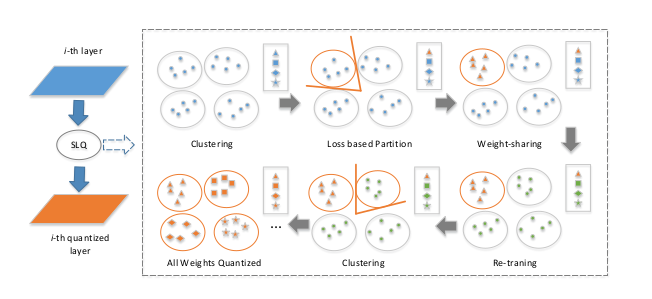 i-th layer
SLQ
i-th quantized
layer
Clustering
Loss based Partition
Weight-sharing
All Weights Quantized
...
Clustering
Re-traning